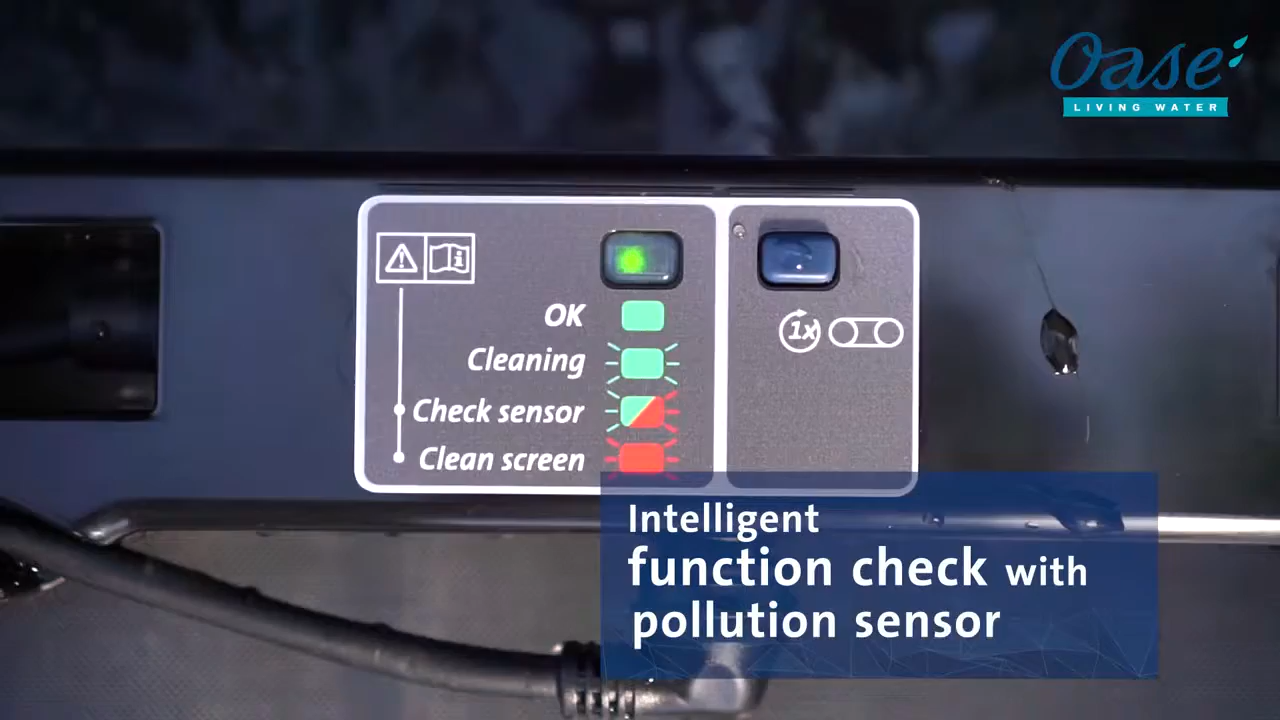 Oase
LIVING WATER
OK
1x
Cleaning
Check sensor
Clean screen
Intelligent
function check with
pollution sensor